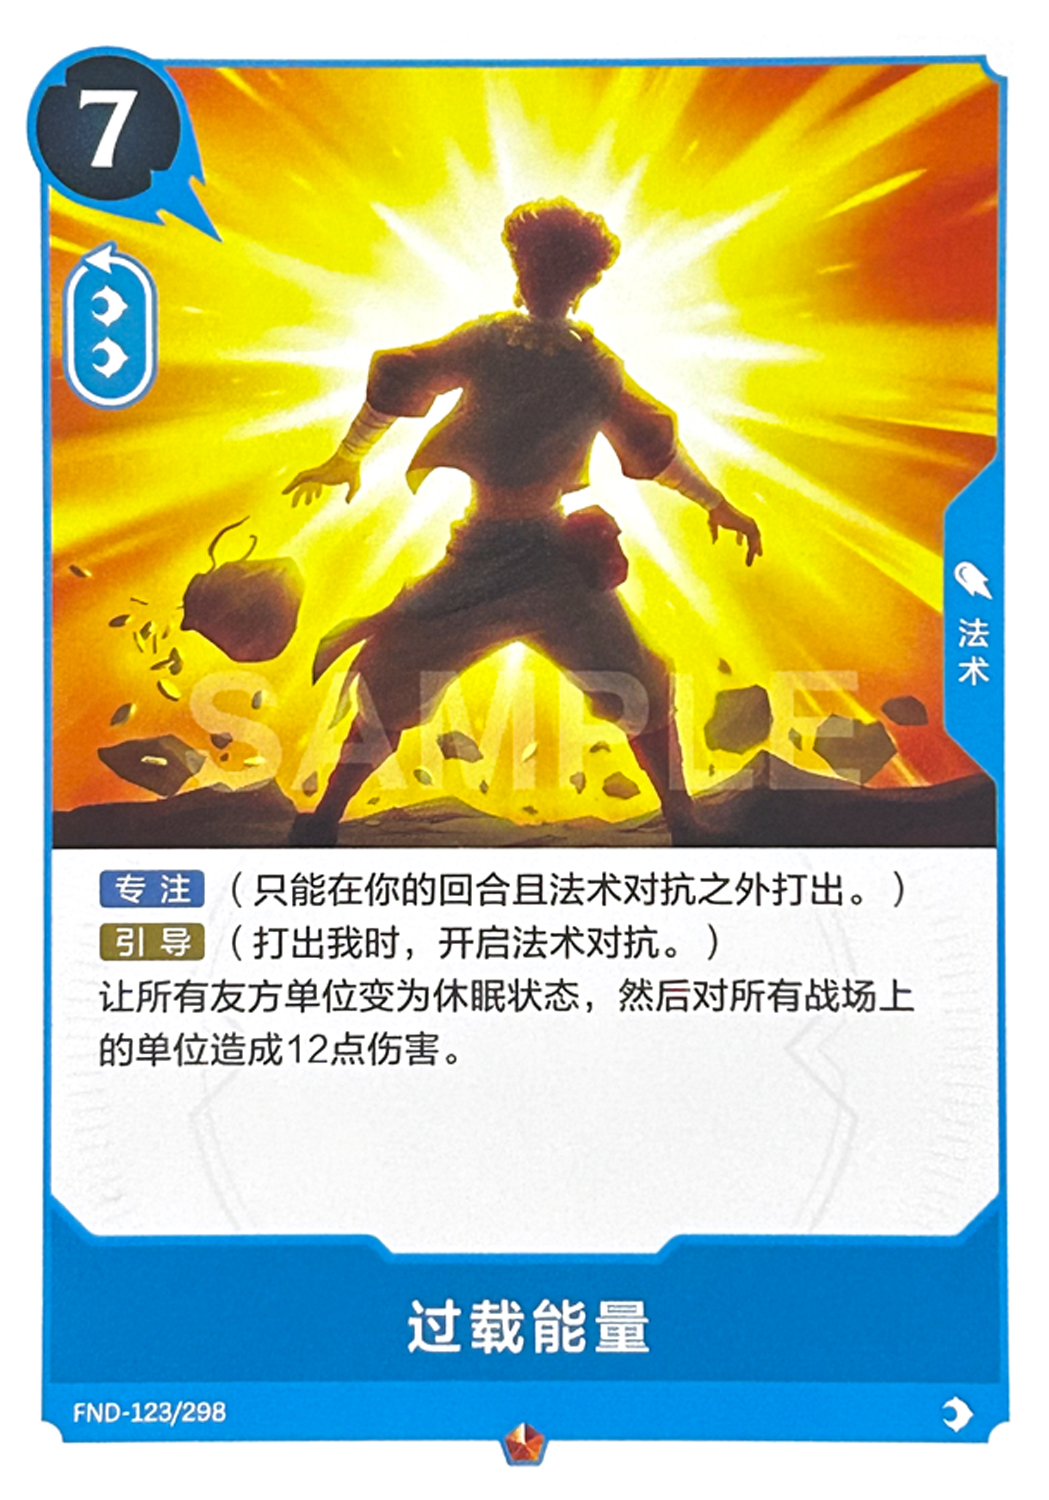 7
法术
SAMPLE
专注（只能在你的回合且法术对抗之外打出。）
引导（打出我时，开启法术对抗。）
让所有友方单位变为休眠状态，然后对所有战场上
的单位造成12点伤害。
过载能量
FND-123/298